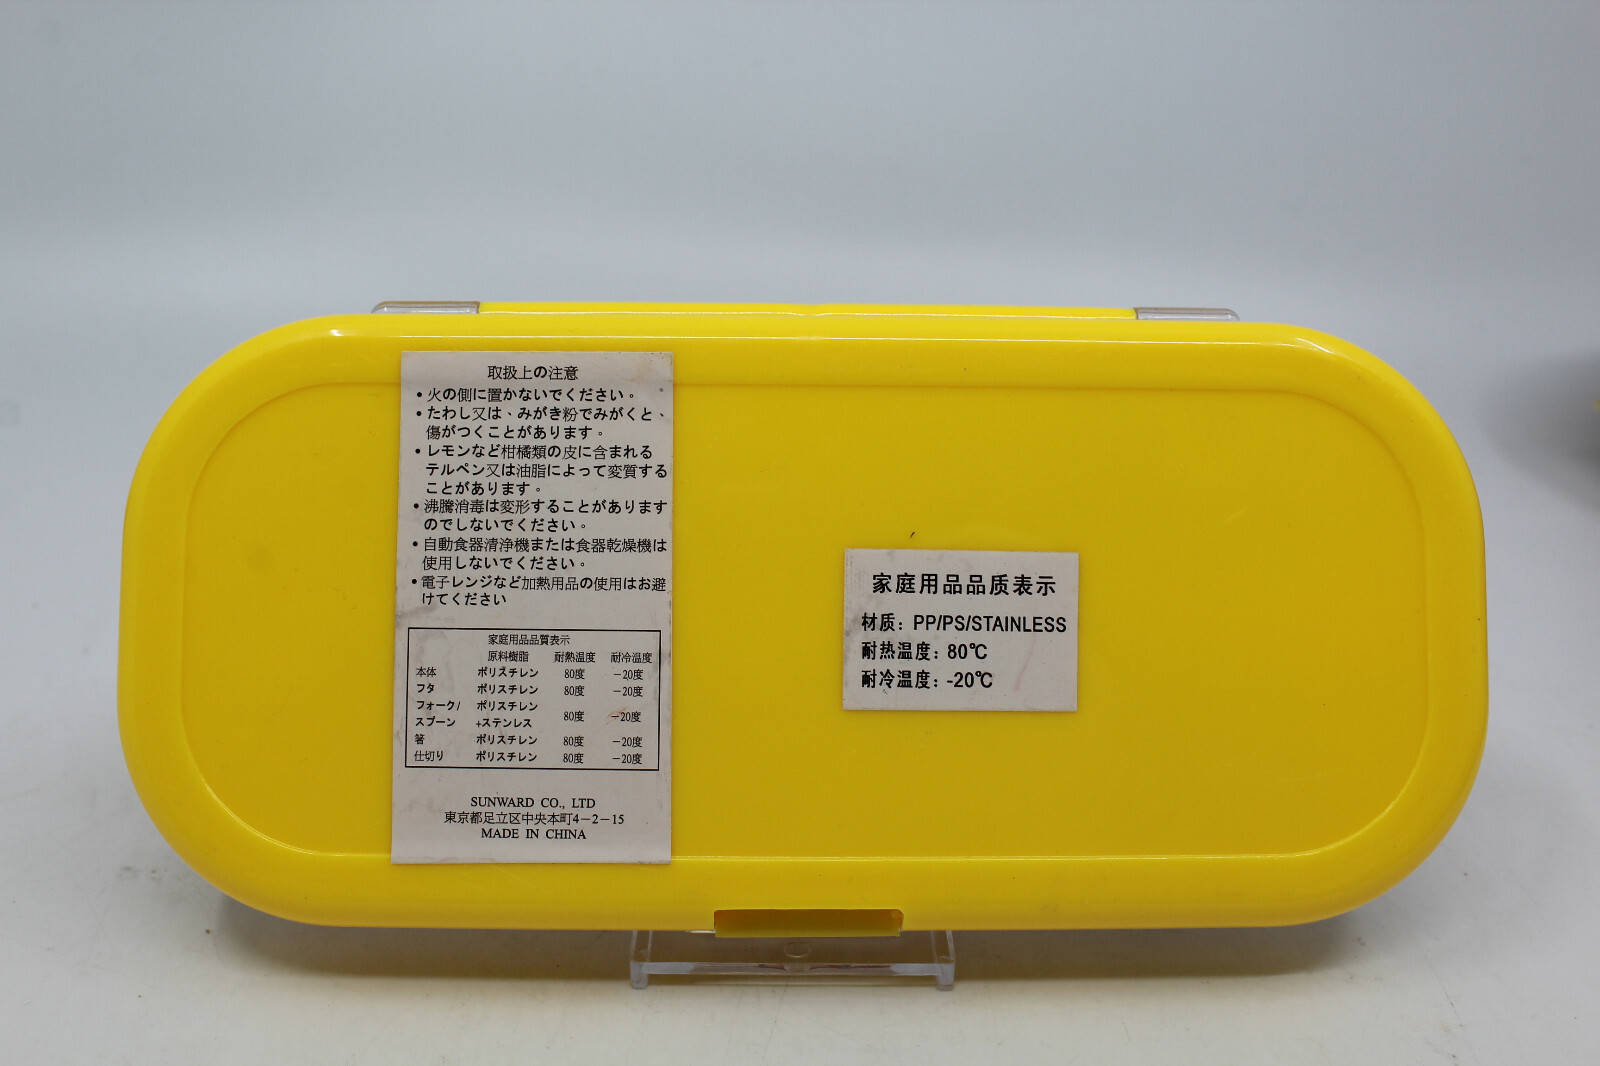 取扱上の注意
• 火の側に置かないでください。
• たわし又は、みがき粉でみがくと、
傷がつくことがあります。
• レモンなど柑橘類の皮に含まれる
テルペン又は油脂によって変質する
ことがあります。
• 沸騰消毒は変形することがあります
のでしないでください。
• 自動食器清浄機または食器乾燥機は
使用しないでください。
• 電子レンジなど加熱用品の使用はお避
けてください
家庭用品品質表示
原料樹脂 耐熱温度 耐冷温度
本体 ポリスチレン 80度 －20度
フタ ポリスチレン 80度 －20度
フォーク/ ポリスチレン
スプーン +ステンレス 80度 －20度
箸 ポリスチレン 80度 －20度
仕切り ポリスチレン 80度 －20度
SUNWARD CO., LTD
東京都足立区中央本町4－2－15
MADE IN CHINA
家庭用品品质表示
材质：PP/PS/STAINLESS
耐热温度：80℃
耐冷温度：-20℃